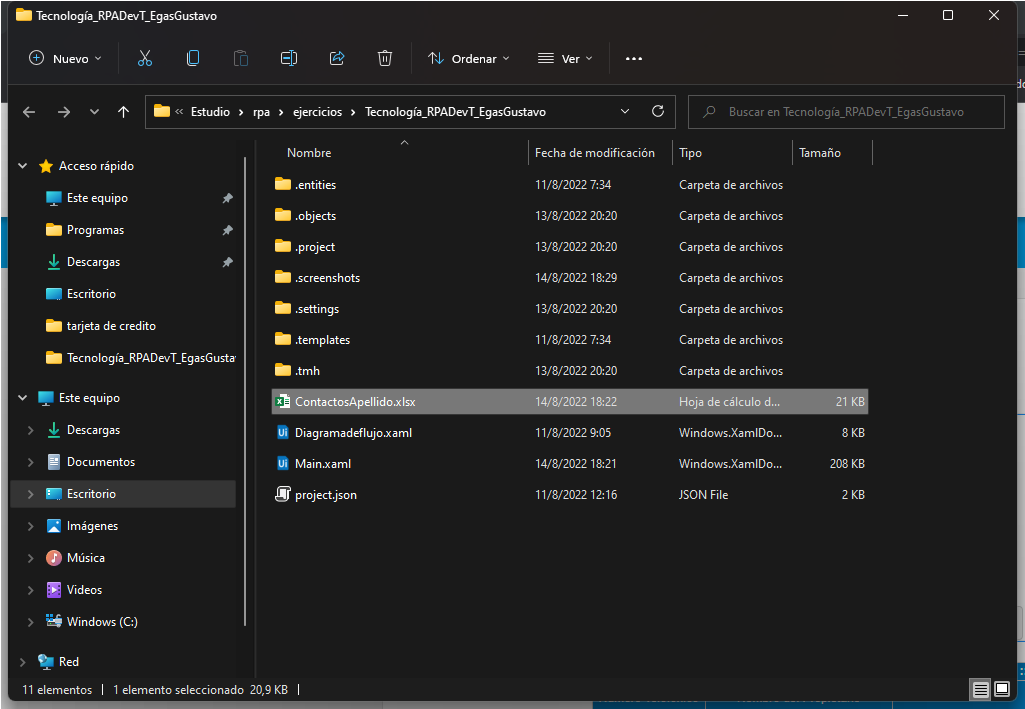 Tecnología_RPADevT_EgasGustavo
Nuevo Ordenar Ver
« Estudio › rpa › ejercicios › Tecnología_RPADevT_EgasGustavo Buscar en Tecnología_RPADevT_EgasGustavo
Nombre Fecha de modificación Tipo Tamaño
Acceso rápido
Este equipo
Programas
Descargas
Escritorio
tarjeta de credito
Tecnología_RPADevT_EgasGusta
Este equipo
Descargas
Documentos
Escritorio
Imágenes
Música
Videos
Windows (C:)
Red
.entities 11/8/2022 7:34 Carpeta de archivos
.objects 13/8/2022 20:20 Carpeta de archivos
.project 13/8/2022 20:20 Carpeta de archivos
.screenshots 14/8/2022 18:29 Carpeta de archivos
.settings 13/8/2022 20:20 Carpeta de archivos
.templates 11/8/2022 7:34 Carpeta de archivos
.tmh 13/8/2022 20:20 Carpeta de archivos
ContactosApellido.xlsx 14/8/2022 18:22 Hoja de cálculo d... 21 KB
Ui Diagramadeflujo.xaml 11/8/2022 9:05 Windows.XamlDo... 8 KB
Ui Main.xaml 14/8/2022 18:21 Windows.XamlDo... 208 KB
project.json 11/8/2022 12:16 JSON File 2 KB
11 elementos 1 elemento seleccionado 20,9 KB